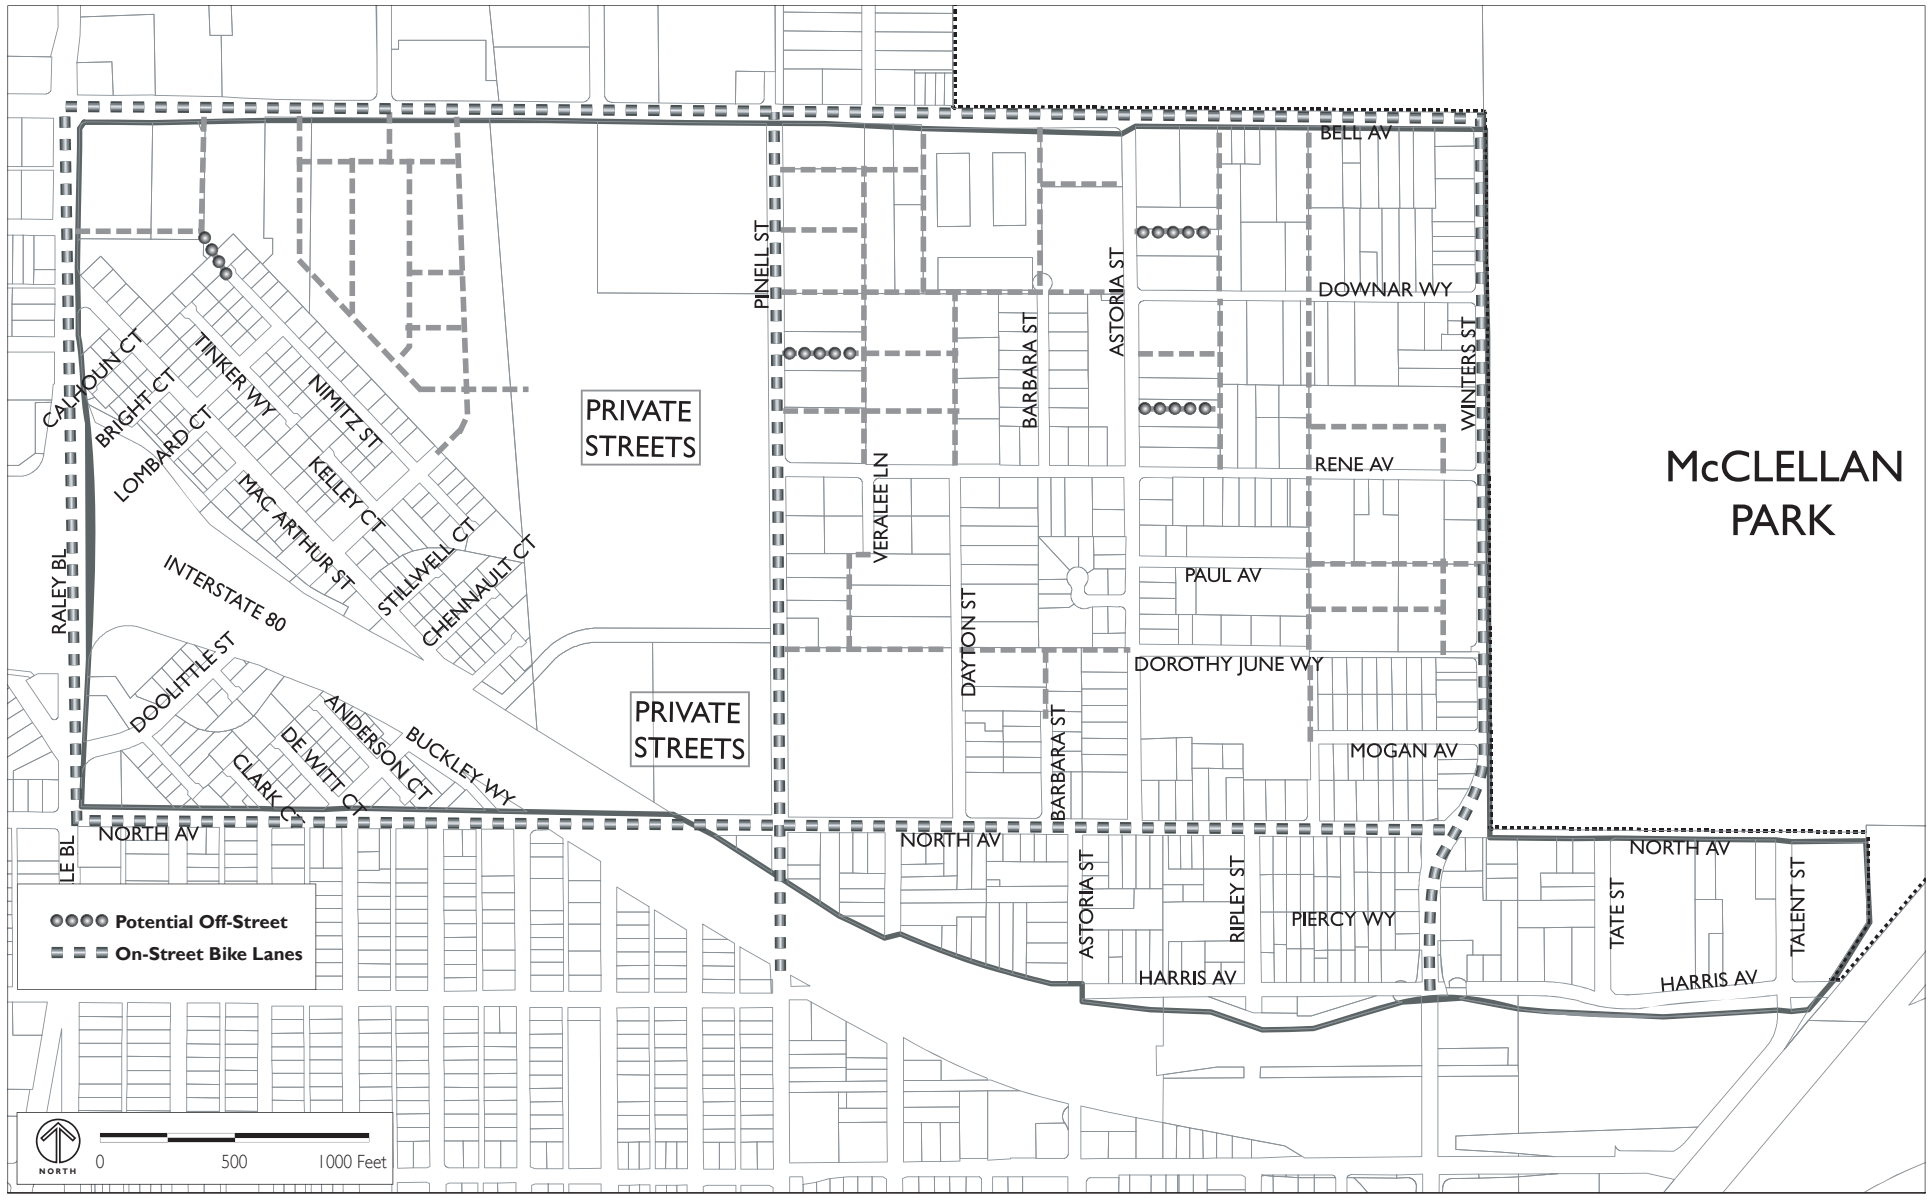 BELL AV
PINELL ST
ASTORIA ST
DOWNAR WY
BARBARA ST
WINTERS ST
CALHOUN CT
BRIGHT CT
LOMBARD CT
TINKER WY
NIMITZ ST
PRIVATE
STREETS
KELLEY CT
MAC ARTHUR ST
VERALEE LN
RENE AV
McCLELLAN
PARK
STILLWELL CT
CHENNAULT CT
INTERSTATE 80
RALEY BL
PAUL AV
DAYTON ST
DOOLITTLE ST
DOROTHY JUNE WY
PRIVATE
STREETS
ANDERSON CT
BUCKLEY WY
DE WITT CT
CLARK CT
BARBARA ST
MOGAN AV
NORTH AV
NORTH AV
NORTH AV
LE BL
ASTORIA ST
RIPLEY ST
PIERCY WY
TATE ST
TALENT ST
HARRIS AV
HARRIS AV
Potential Off-Street
On-Street Bike Lanes
NORTH
0 500 1000 Feet